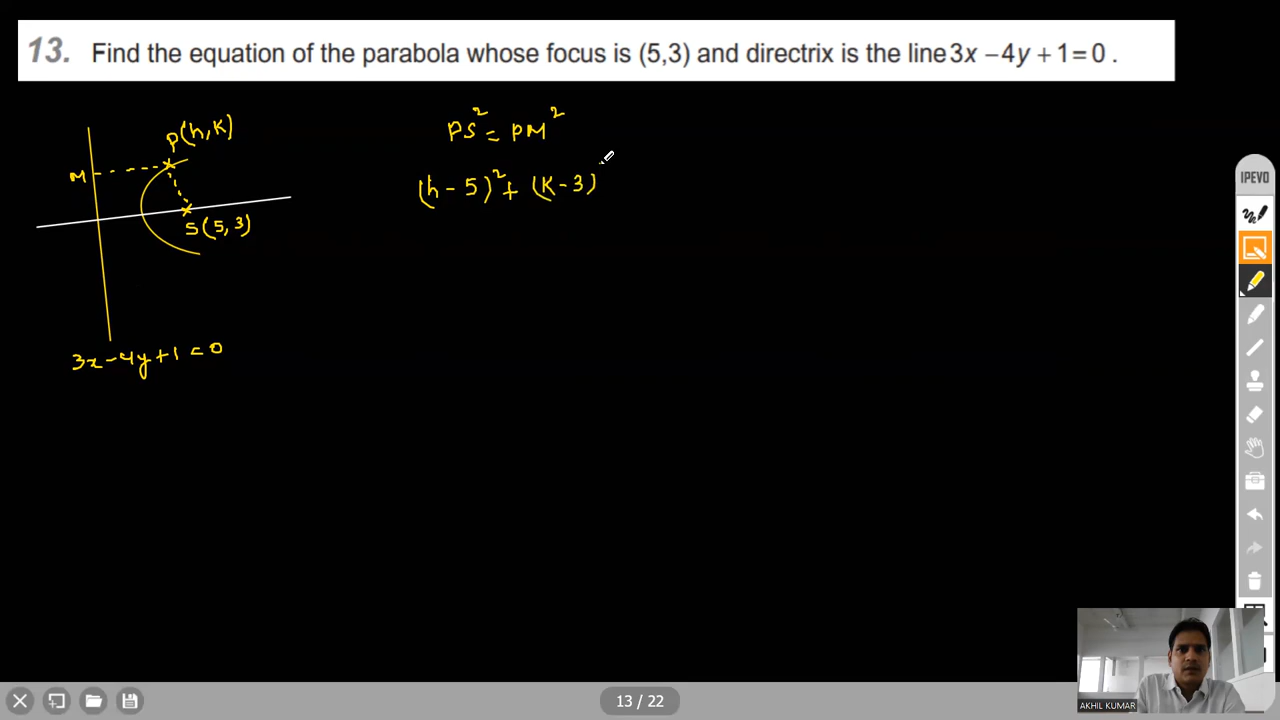 13. Find the equation of the parabola whose focus is (5,3) and directrix is the line 3x – 4y + 1 = 0 .
P(h, k)
M
S(5, 3)
3x – 4y + 1 = 0
PS² = PM²
(h – 5)² + (k – 3)
IPEVO
13 / 22
AKHIL KUMAR